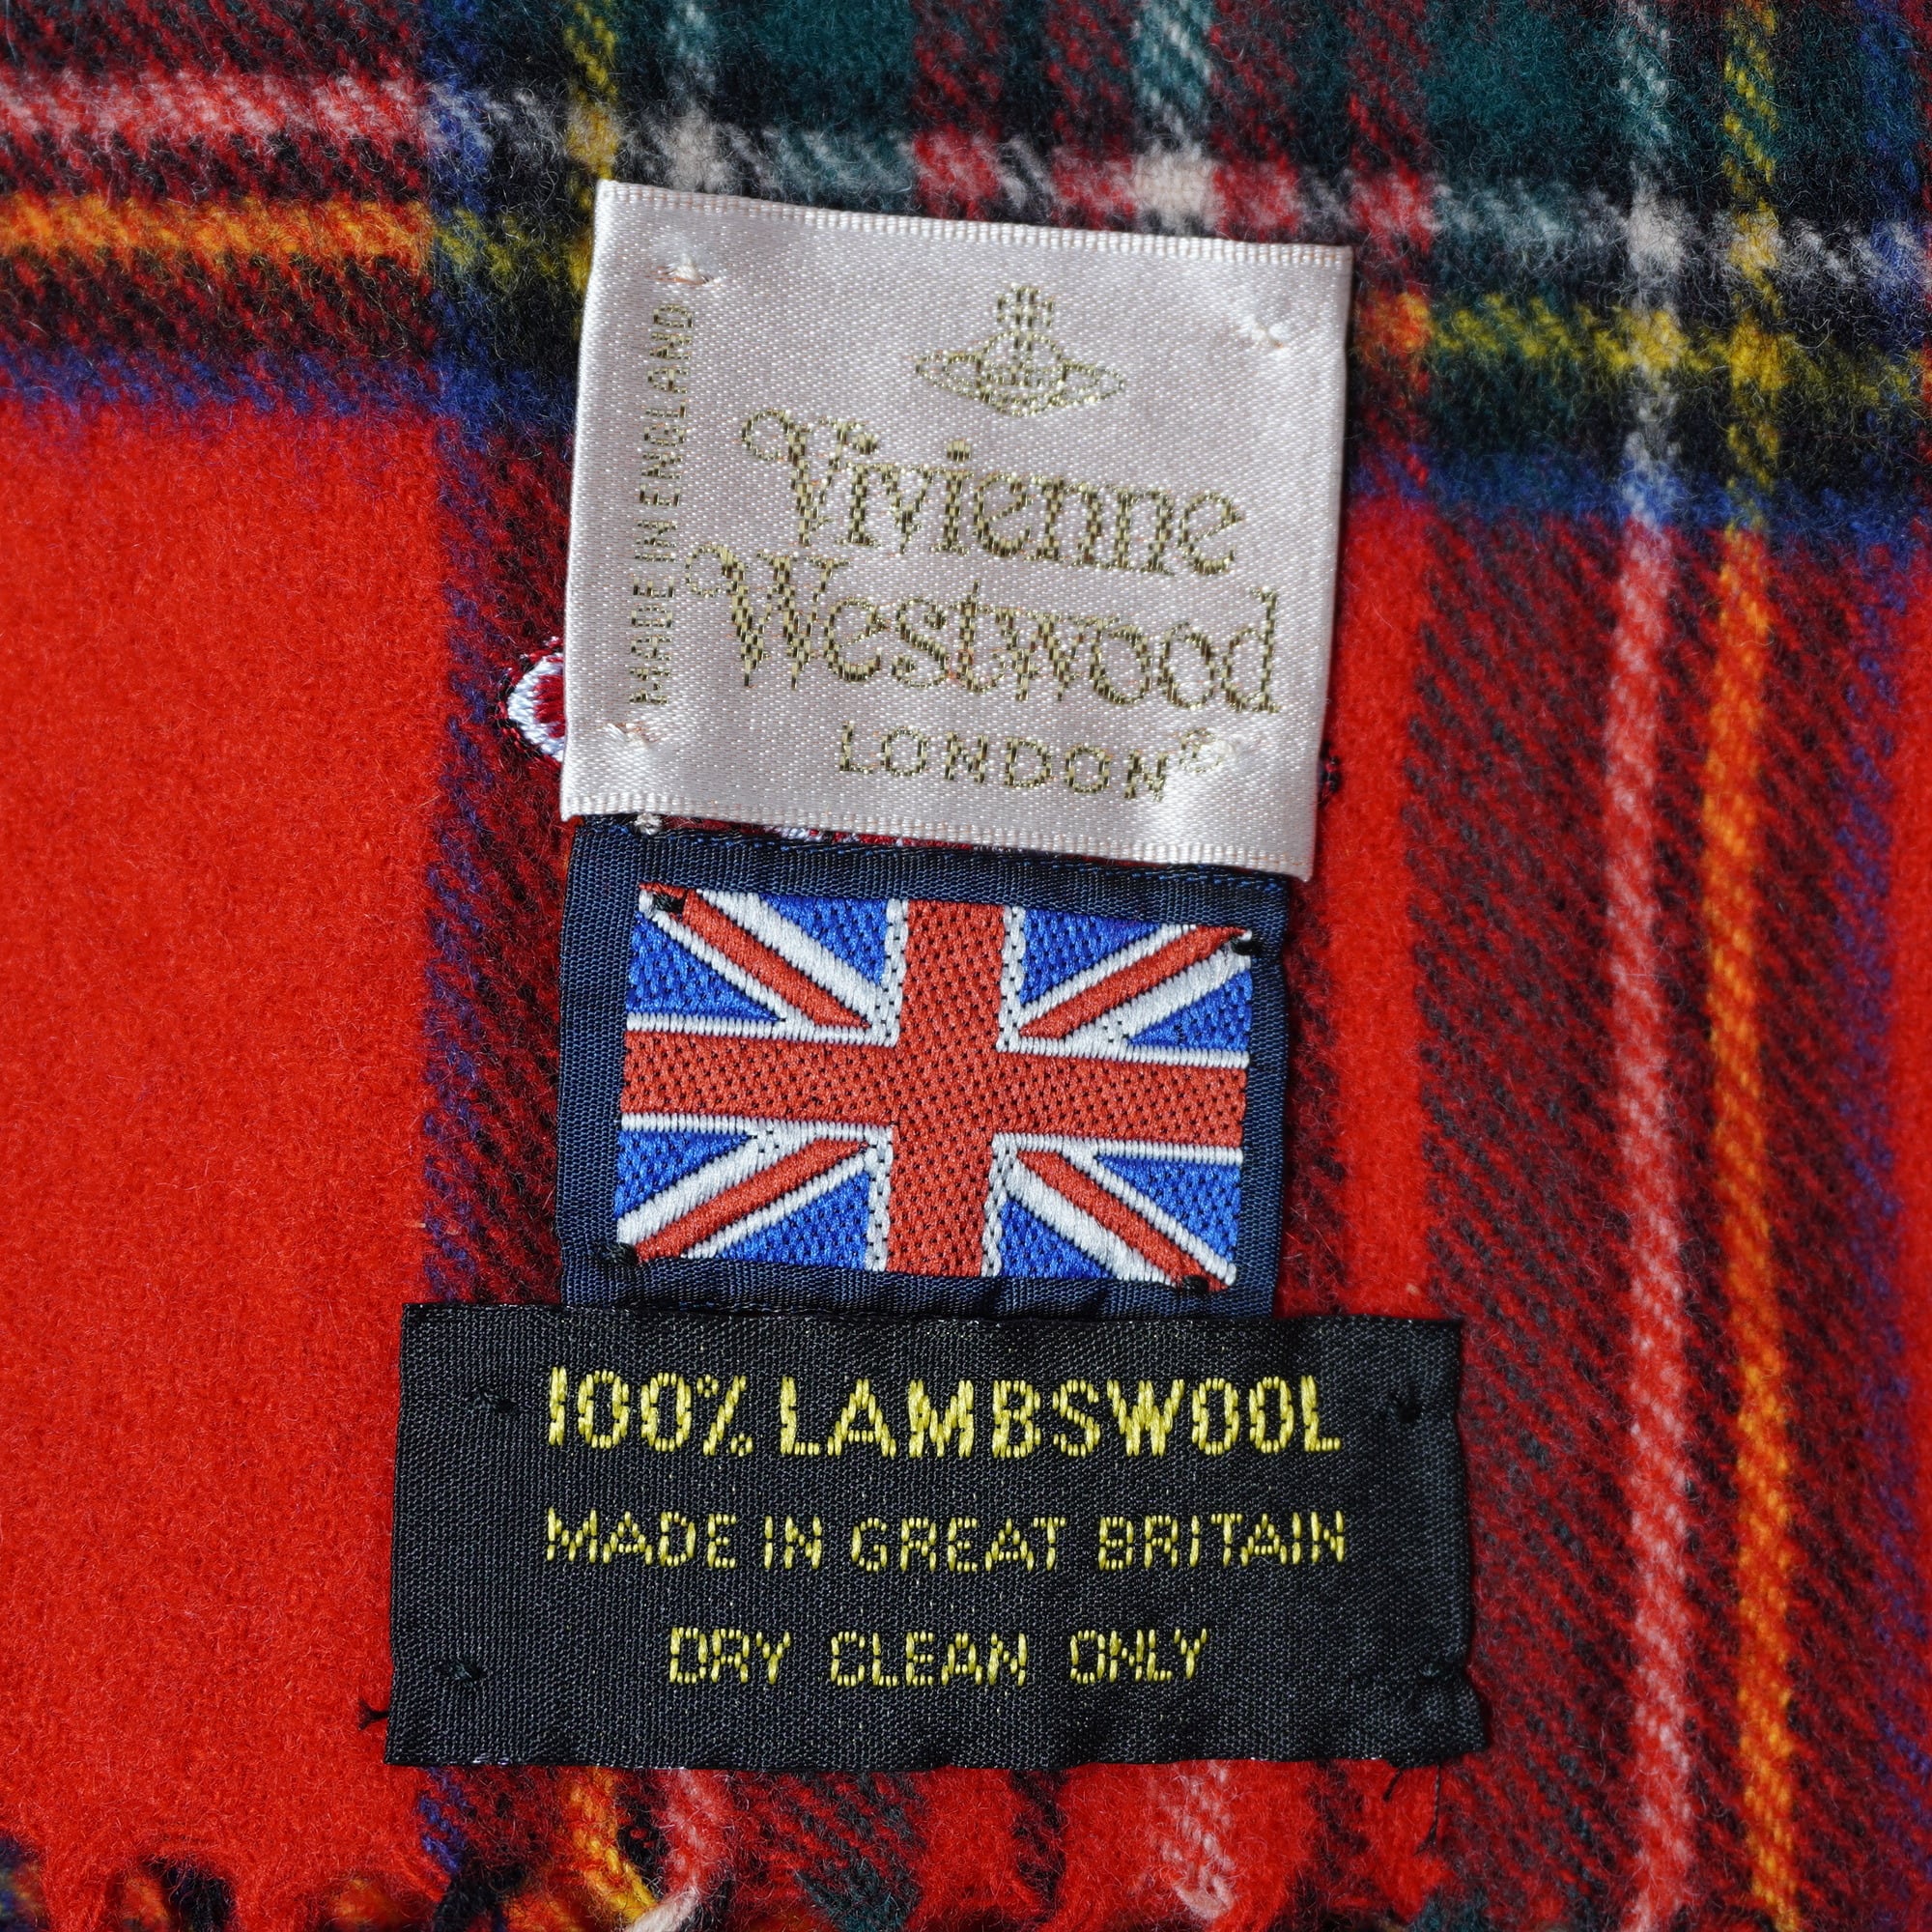 MADE IN ENGLAND
Vivienne
Westwood
LONDON
100% LAMBSWOOL
MADE IN GREAT BRITAIN
DRY CLEAN ONLY